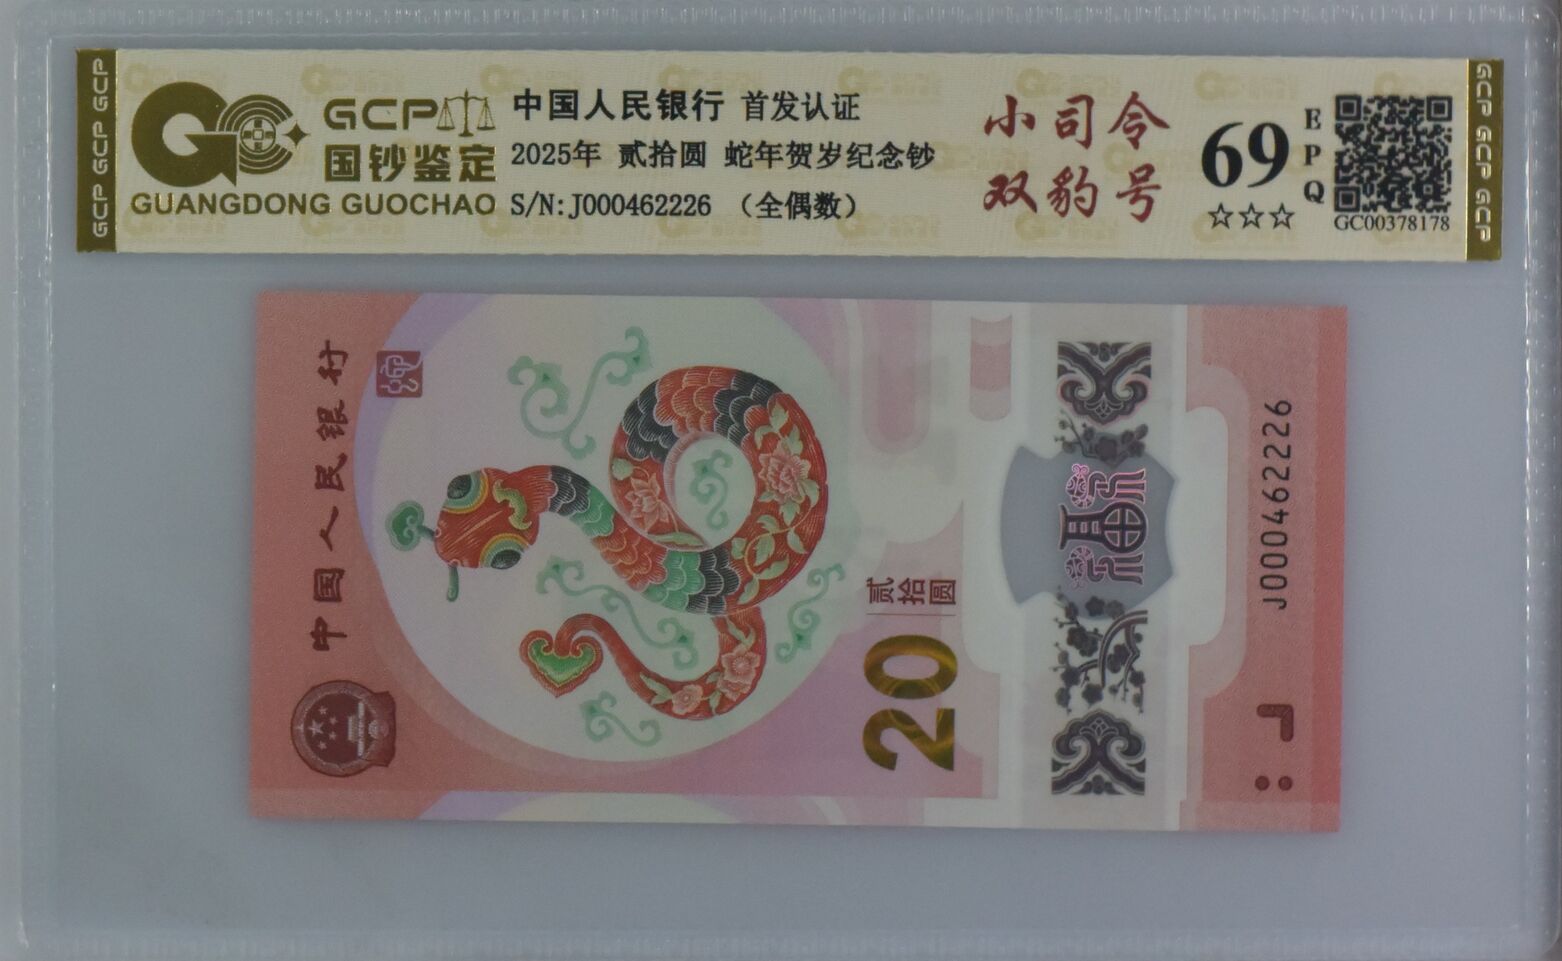 GCP GCP GCP
GCP
国钞鉴定
GUANGDONG GUOCHAO
中国人民银行 首发认证
2025年 贰拾圆 蛇年贺岁纪念钞
S/N:J000462226 （全偶数）
小司令
双豹号
69
☆☆☆
EPQ
GC00378178
GCP GCP GCP
中国人民银行
贰拾圆
20
福
J000462226